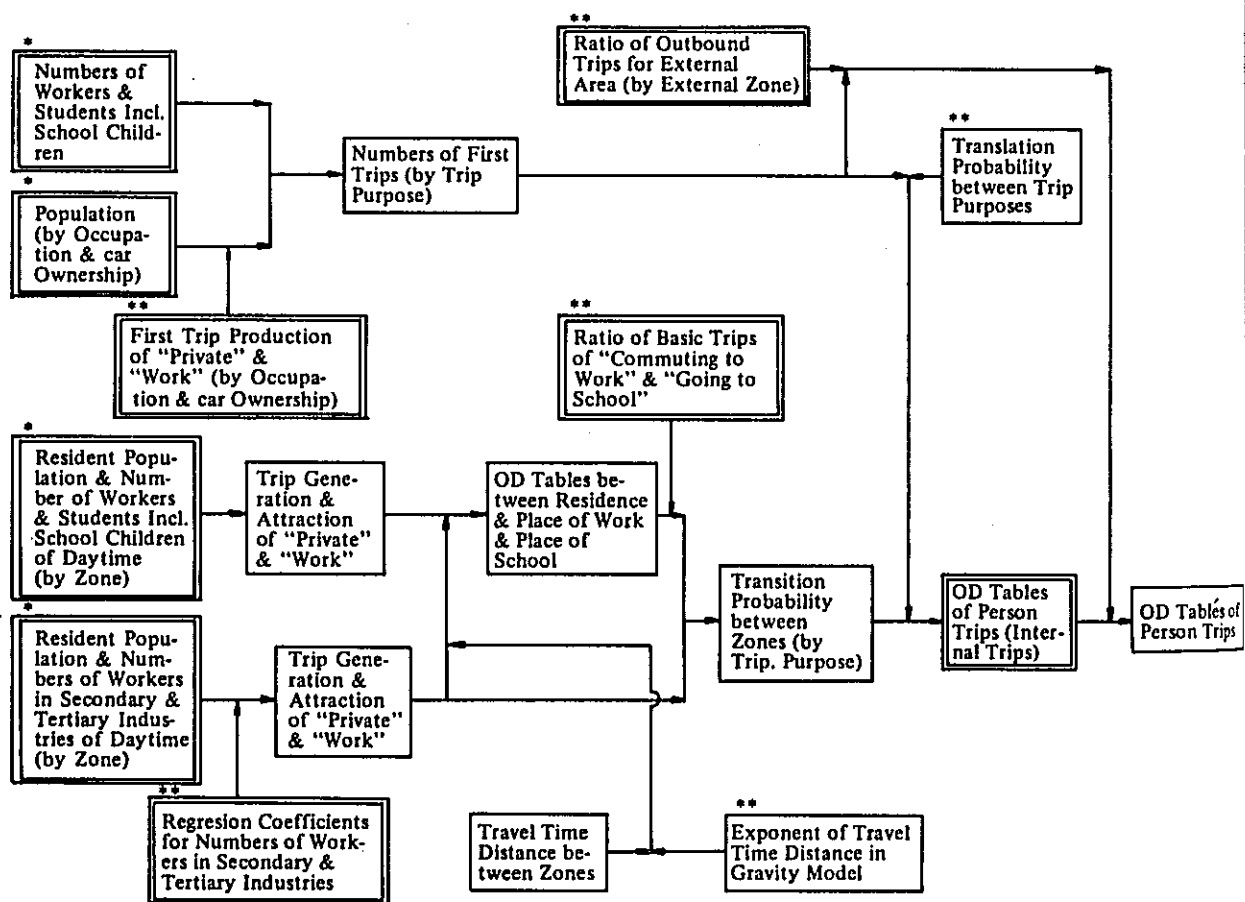 *
Numbers of
Workers &
Students Incl.
School Child-
ren
*
Population
(by Occupa-
tion & car
Ownership)
**
First Trip Production
of "Private" &
"Work" (by Occupa-
tion & car Ownership)
Numbers of First
Trips (by Trip
Purpose)
**
Ratio of Outbound
Trips for External
Area (by External Zone)
**
Translation
Probability
between Trip
Purposes
**
Ratio of Basic Trips
of "Commuting to
Work" & "Going to
School"
*
Resident Popu-
lation & Num-
ber of Workers
& Students Incl.
School Children
of Daytime
(by Zone)
Trip Gene-
ration &
Attraction
of "Private"
& "Work"
OD Tables be-
tween Residence
& Place of Work
& Place of
School
*
Resident Popu-
lation & Num-
bers of Workers
in Secondary &
Tertiary Indus-
tries of Daytime
(by Zone)
Trip Gene-
ration &
Attraction
of "Private"
& "Work"
Transition
Probability
between
Zones (by
Trip. Purpose)
OD Tables
of Person
Trips (Inter-
nal Trips)
OD Tables of
Person Trips
**
Regresion Coefficients
for Numbers of Work-
ers in Secondary &
Tertiary Industries
Travel Time
Distance be-
tween Zones
**
Exponent of Travel
Time Distance in
Gravity Model